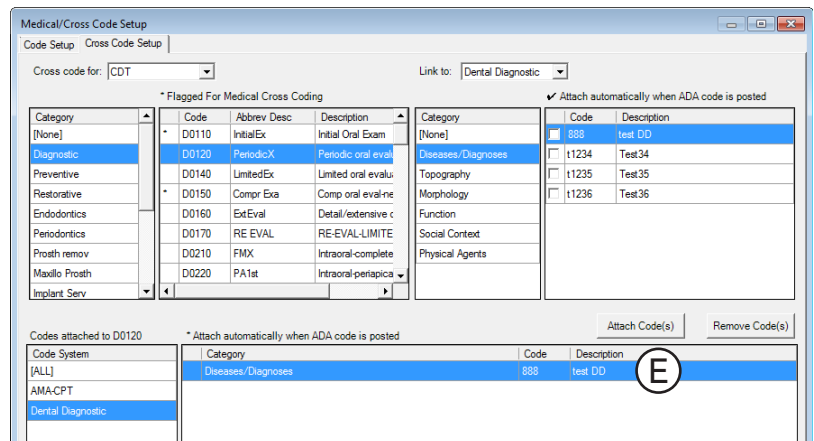 Medical/Cross Code Setup
Code Setup Cross Code Setup
Cross code for: CDT Link to: Dental Diagnostic
* Flagged For Medical Cross Coding ✔ Attach automatically when ADA code is posted
Category Code Abbrev Desc Description Category Code Description
[None] * D0110 InitialEx Initial Oral Exam [None] 888 test DD
Diagnostic D0120 PeriodicX Periodic oral evalu Diseases/Diagnoses t1234 Test34
Preventive D0140 LimitedEx Limited oral evalua Topography t1235 Test35
Restorative * D0150 Compr Exa Comp oral eval-ne Morphology t1236 Test36
Endodontics D0160 ExtEval Detail/extensive o Function
Periodontics D0170 RE EVAL RE-EVAL-LIMITE Social Context
Prosth remov D0210 FMX Intraoral-complete Physical Agents
Maxillo Prosth D0220 PA1st Intraoral-periapica
Implant Serv
Attach Code(s) Remove Code(s)
Codes attached to D0120 * Attach automatically when ADA code is posted
Code System Category Code Description
[ALL] Diseases/Diagnoses 888 test DD E
AMA-CPT
Dental Diagnostic